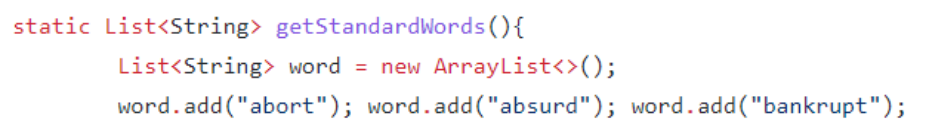 static List<String> getStandardWords(){
List<String> word = new ArrayList<>();
word.add("abort"); word.add("absurd"); word.add("bankrupt");